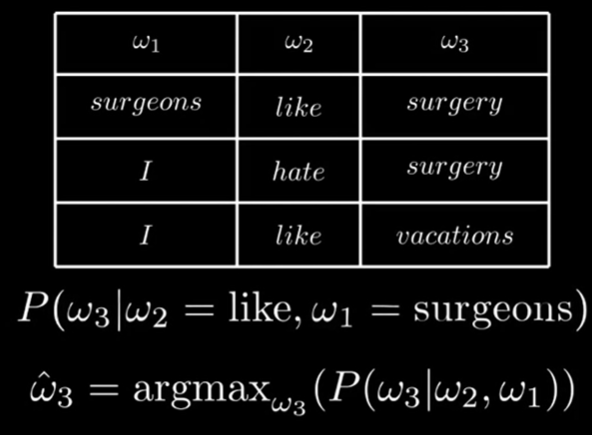 ω₁ ω₂ ω₃
surgeons like surgery
I hate surgery
I like vacations
P(ω₃|ω₂ = like, ω₁ = surgeons)
ω̂₃ = argmax_ω₃(P(ω₃|ω₂, ω₁))